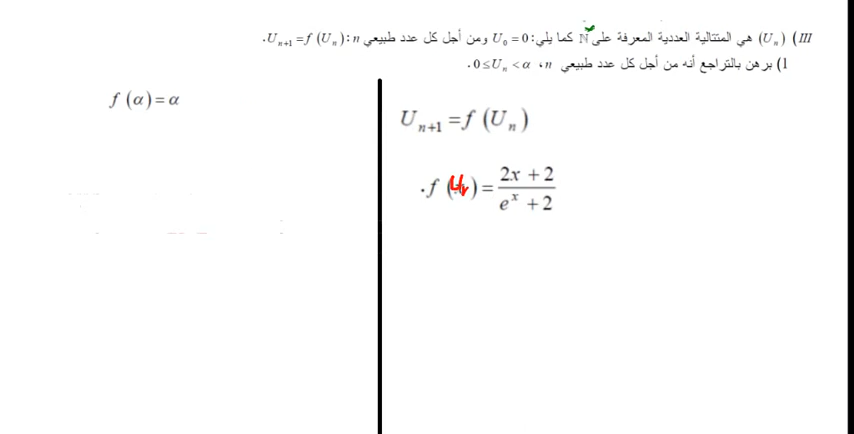 III) (Uₙ) هي المتتالية العددية المعرفة على ℕ كما يلي: U₀ = 0 ومن أجل كل عدد طبيعي n: Uₙ₊₁ = f (Uₙ).
1) برهن بالتراجع أنه من أجل كل عدد طبيعي n، 0 ≤ Uₙ < α.
f (α) = α
Uₙ₊₁ = f (Uₙ)
.f ( ) = (2x + 2) / (eˣ + 2)